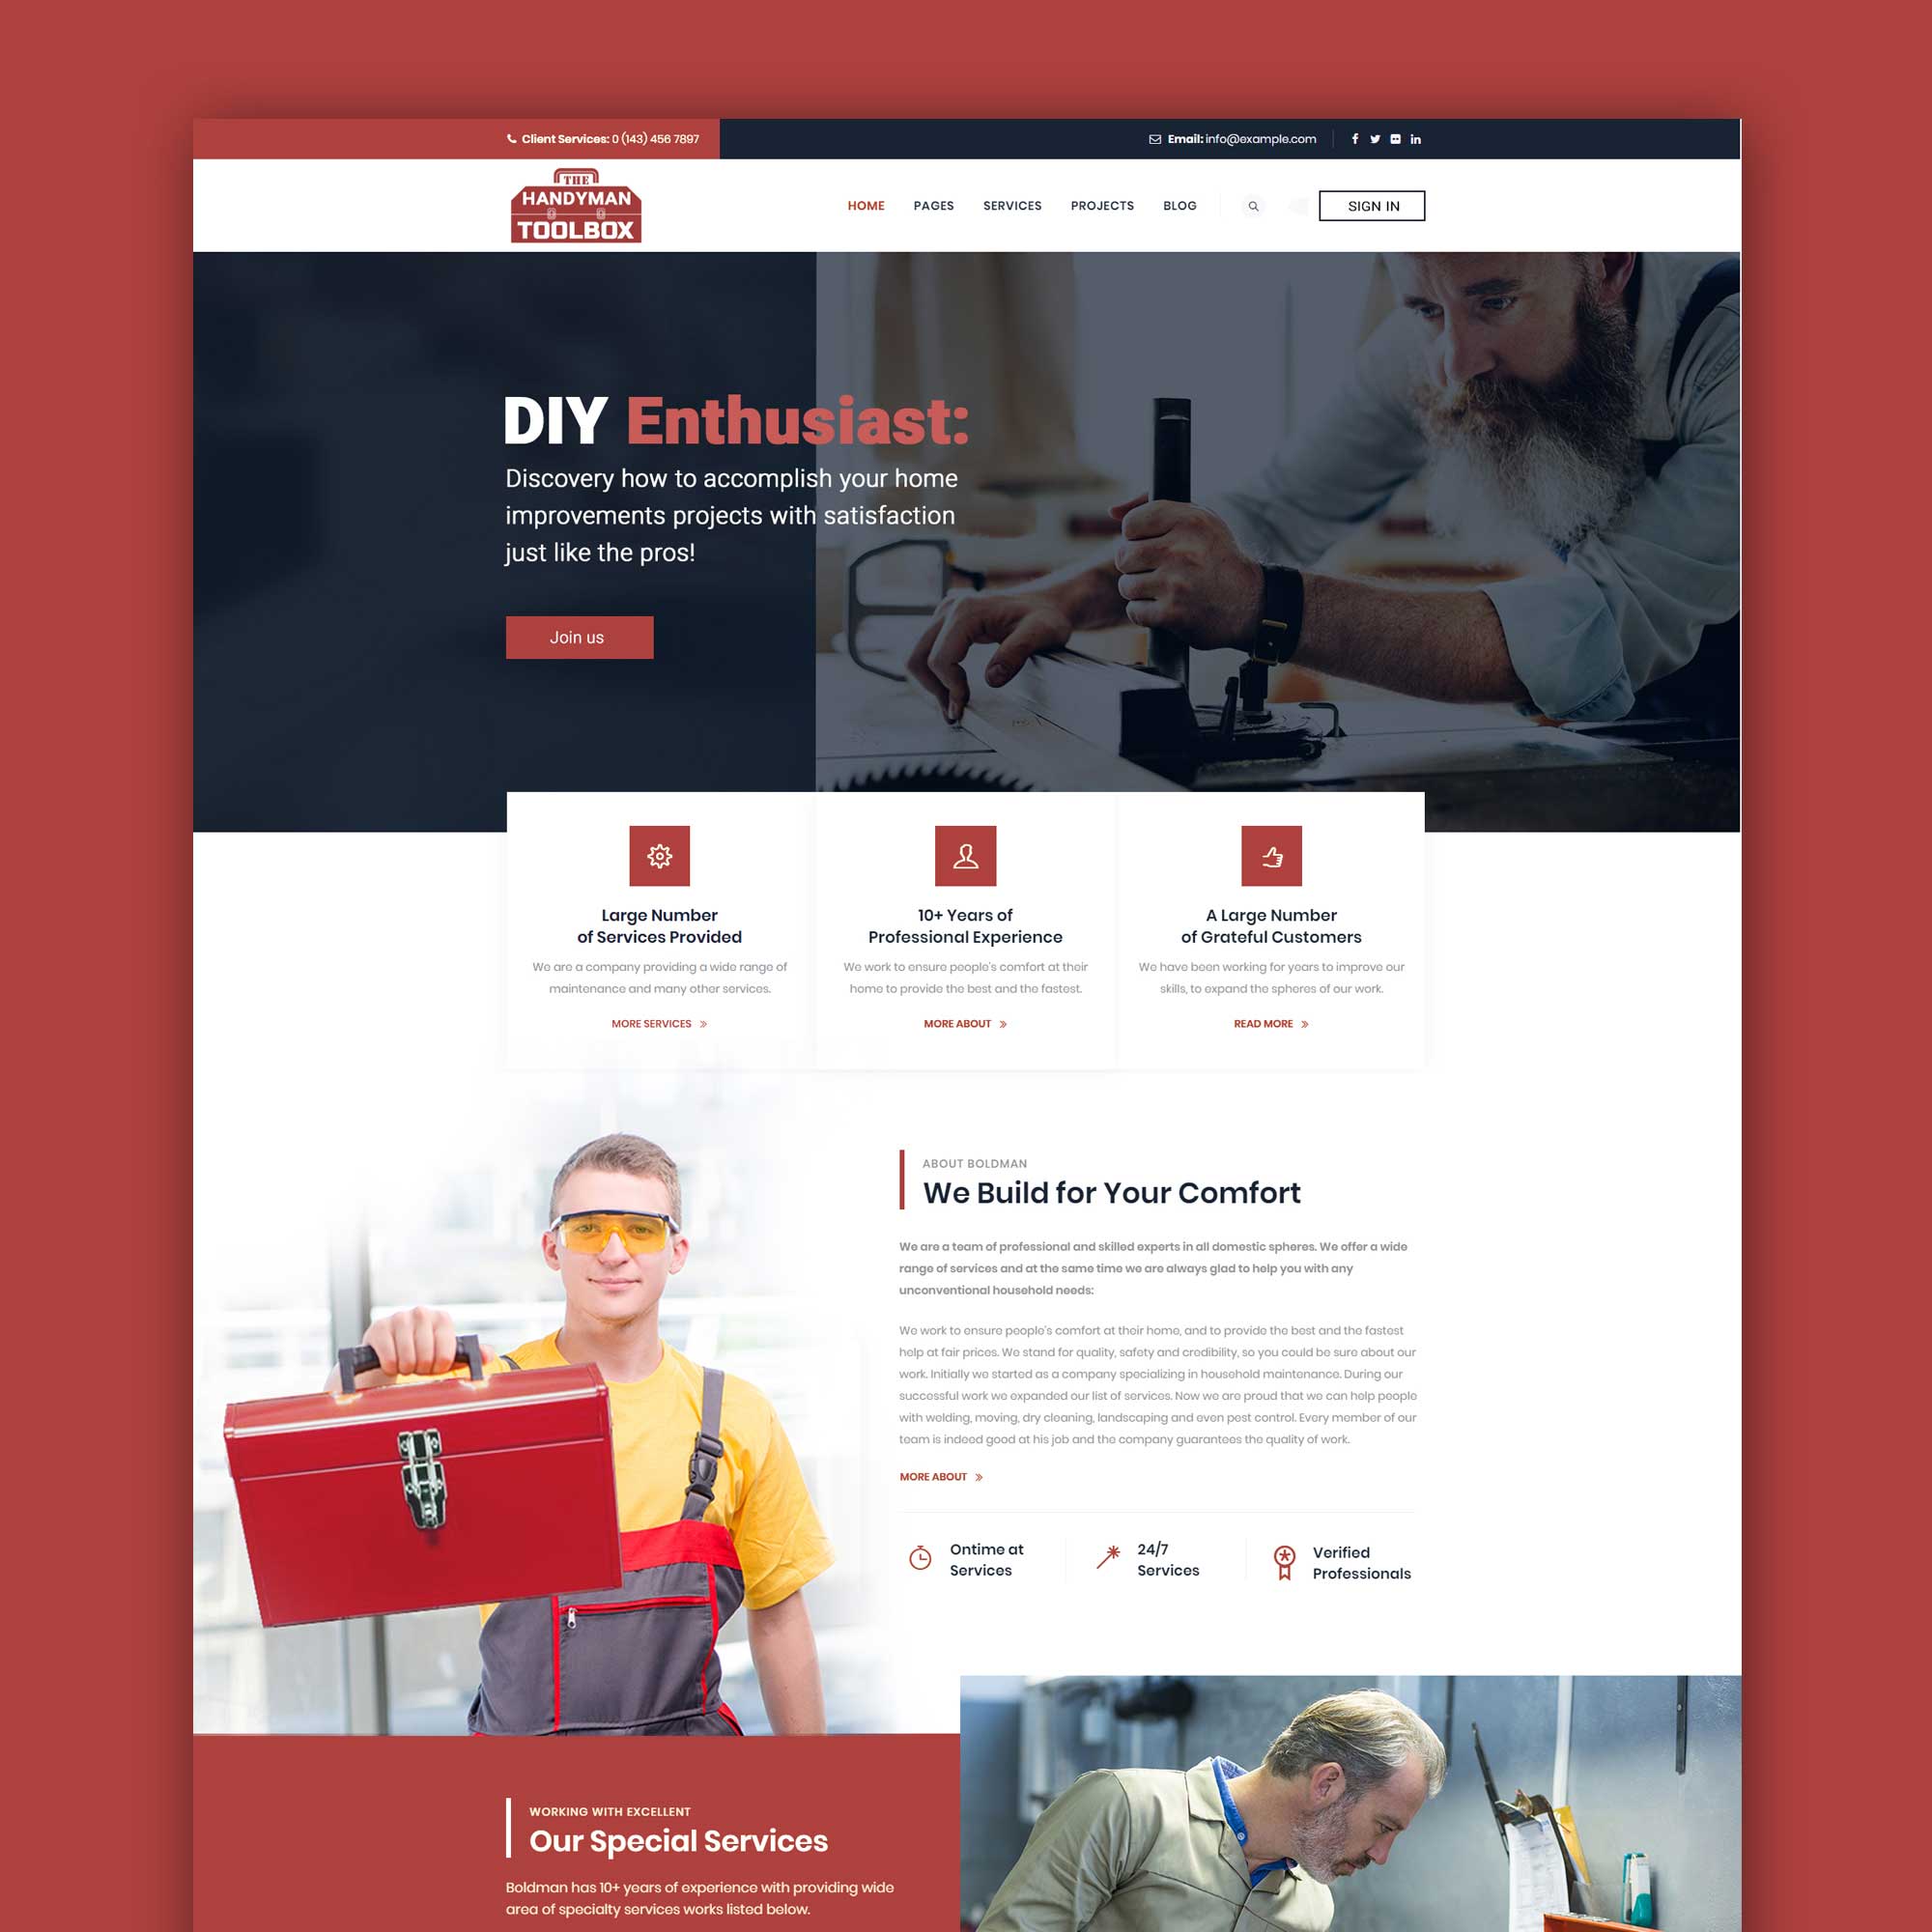 Client Services: 0 (143) 456 7897
Email: info@example.com
THE
HANDYMAN
TOOLBOX
HOME PAGES SERVICES PROJECTS BLOG
SIGN IN
DIY Enthusiast:
Discovery how to accomplish your home
improvements projects with satisfaction
just like the pros!
Join us
Large Number
of Services Provided
We are a company providing a wide range of
maintenance and many other services.
MORE SERVICES »
10+ Years of
Professional Experience
We work to ensure people's comfort at their
home to provide the best and the fastest.
MORE ABOUT »
A Large Number
of Grateful Customers
We have been working for years to improve our
skills, to expand the spheres of our work.
READ MORE »
ABOUT BOLDMAN
We Build for Your Comfort
We are a team of professional and skilled experts in all domestic spheres. We offer a wide
range of services and at the same time we are always glad to help you with any
unconventional household needs:
We work to ensure people's comfort at their home, and to provide the best and the fastest
help at fair prices. We stand for quality, safety and credibility, so you could be sure about our
work. Initially we started as a company specializing in household maintenance. During our
successful work we expanded our list of services. Now we are proud that we can help people
with welding, moving, dry cleaning, landscaping and even pest control. Every member of our
team is indeed good at his job and the company guarantees the quality of work.
MORE ABOUT »
Ontime at
Services
24/7
Services
Verified
Professionals
WORKING WITH EXCELLENT
Our Special Services
Boldman has 10+ years of experience with providing wide
area of specialty services works listed below.